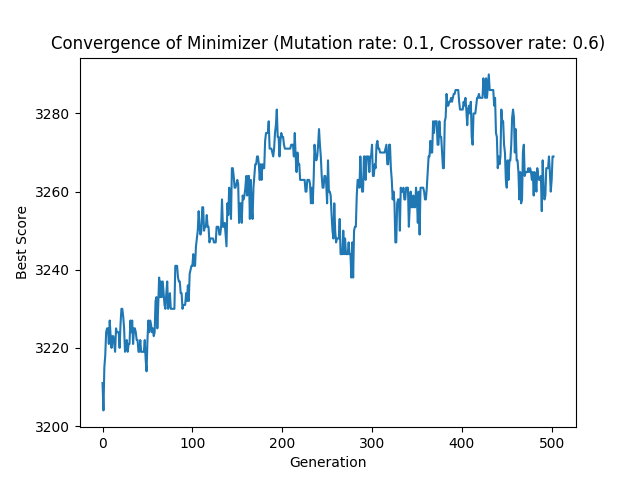 Convergence of Minimizer (Mutation rate: 0.1, Crossover rate: 0.6)
3280
3260
3240
3220
3200
Best Score
0 100 200 300 400 500
Generation